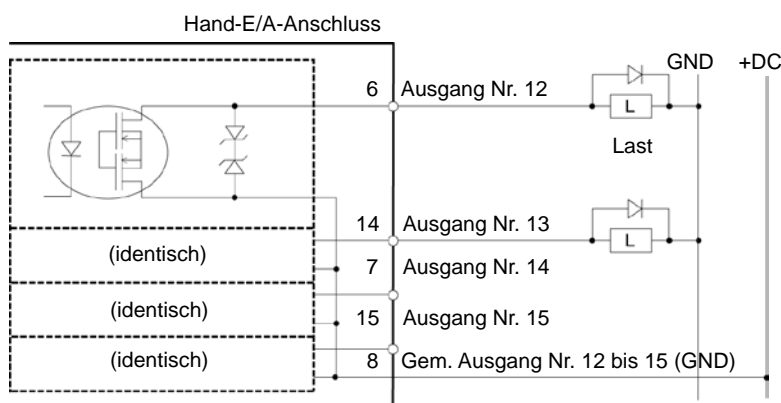 Hand-E/A-Anschluss
GND +DC
6 Ausgang Nr. 12
L
Last
14 Ausgang Nr. 13
L
(identisch)
7 Ausgang Nr. 14
(identisch)
15 Ausgang Nr. 15
(identisch)
8 Gem. Ausgang Nr. 12 bis 15 (GND)